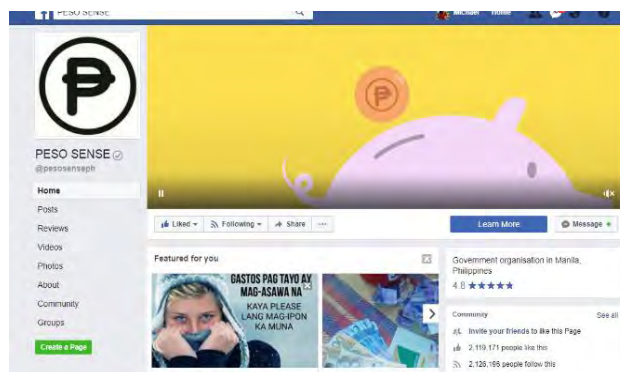 PESO SENSE
Michael Home
PESO SENSE
@pesosenseph
Home
Posts
Reviews
Videos
Photos
About
Community
Groups
Create a Page
Liked
Following
Share
Learn More
Message
Featured for you
GASTOS PAG TAYO AY
MAG-ASAWA NA
KAYA PLEASE
LANG MAG-IPON
KA MUNA
Government organisation in Manila,
Philippines
4.8
Community
See all
Invite your friends to like this Page
2,119,171 people like this
2,126,196 people follow this